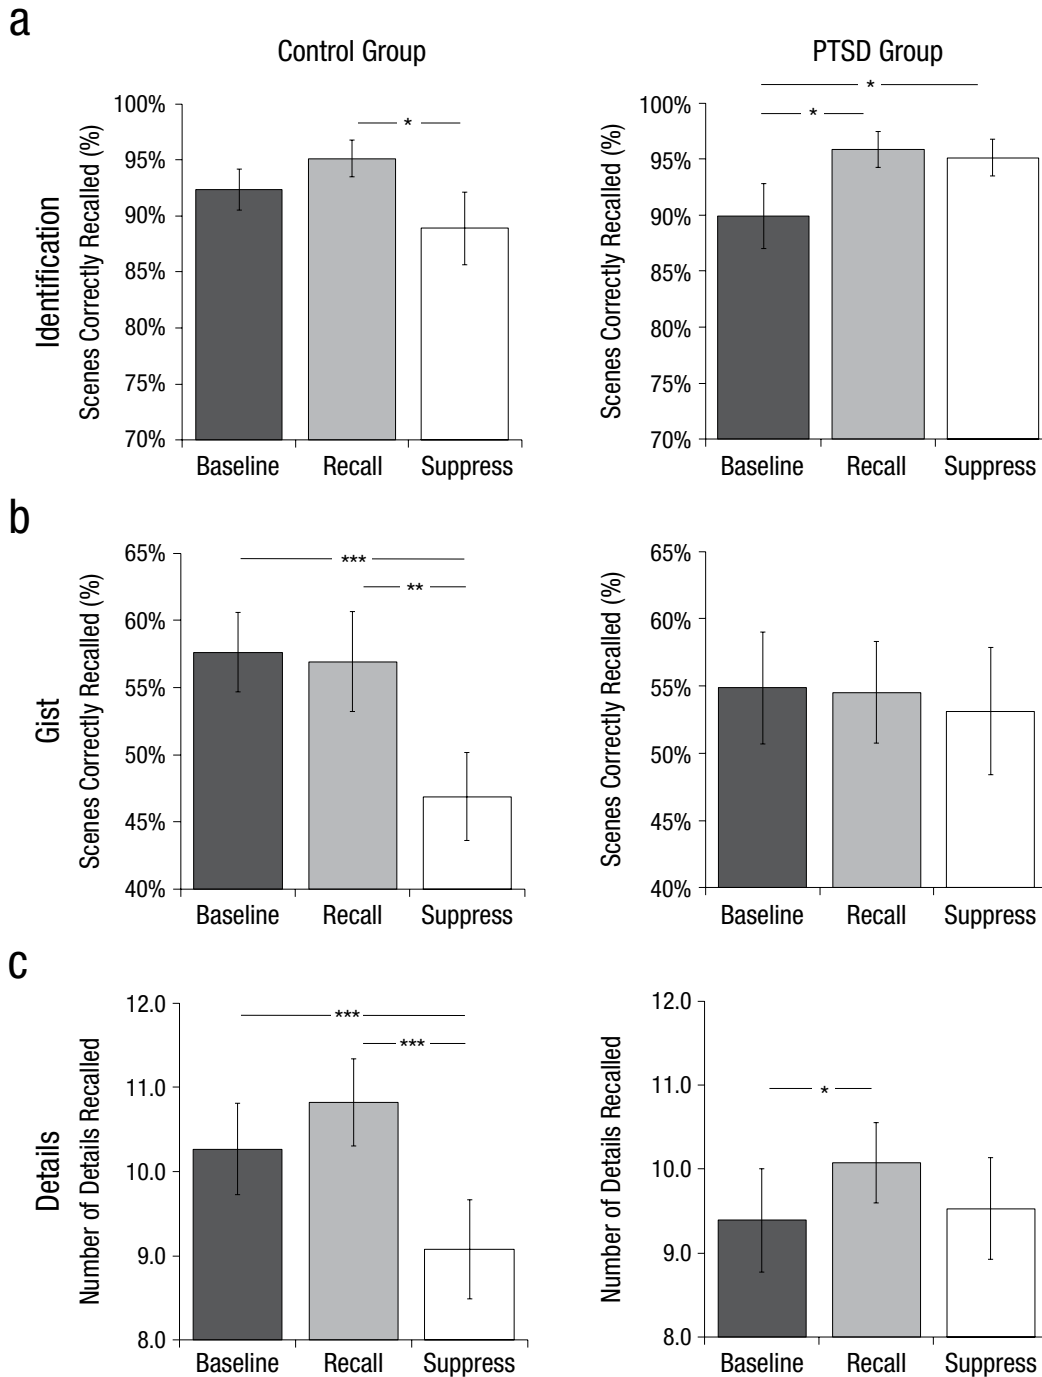 a
Control Group
PTSD Group
Identification
Scenes Correctly Recalled (%)
100%
95%
90%
85%
80%
75%
70%
*
Baseline
Recall
Suppress
Scenes Correctly Recalled (%)
100%
95%
90%
85%
80%
75%
70%
*
*
Baseline
Recall
Suppress
b
Gist
Scenes Correctly Recalled (%)
65%
60%
55%
50%
45%
40%
***
**
Baseline
Recall
Suppress
Scenes Correctly Recalled (%)
65%
60%
55%
50%
45%
40%
Baseline
Recall
Suppress
c
Details
Number of Details Recalled
12.0
11.0
10.0
9.0
8.0
***
***
Baseline
Recall
Suppress
Number of Details Recalled
12.0
11.0
10.0
9.0
8.0
*
Baseline
Recall
Suppress